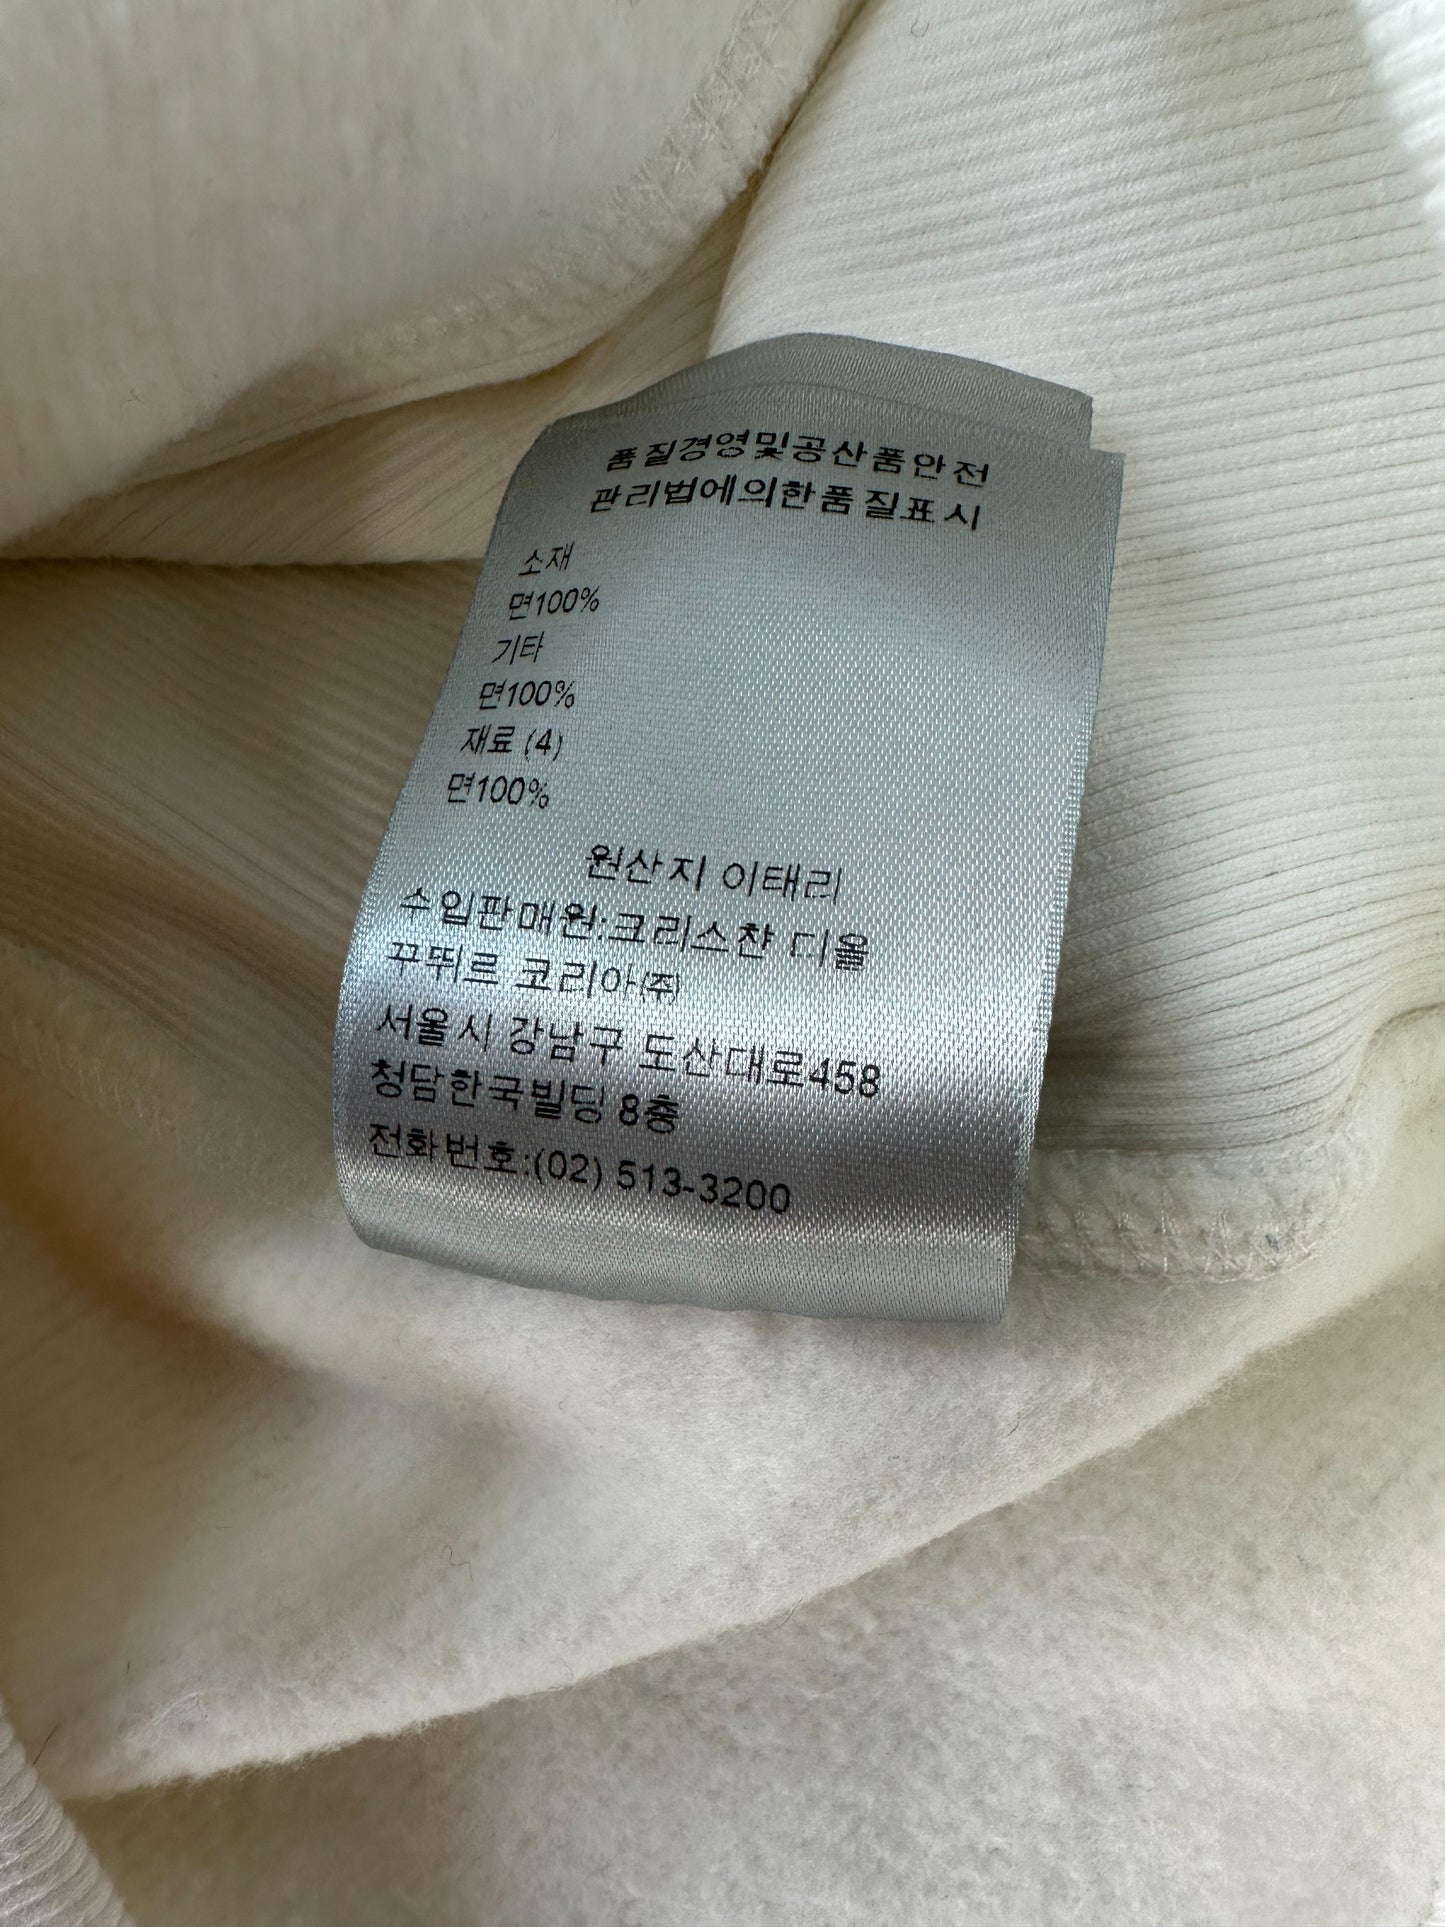 품질경영및공산품안전
관리법에의한품질표시
소재
면100%
기타
면100%
재료 (4)
면100%
원산지 이태리
수입판매원:크리스챤 디올
꾸뛰르 코리아(주)
서울시 강남구 도산대로458
청담한국빌딩 8층
전화번호:(02) 513-3200